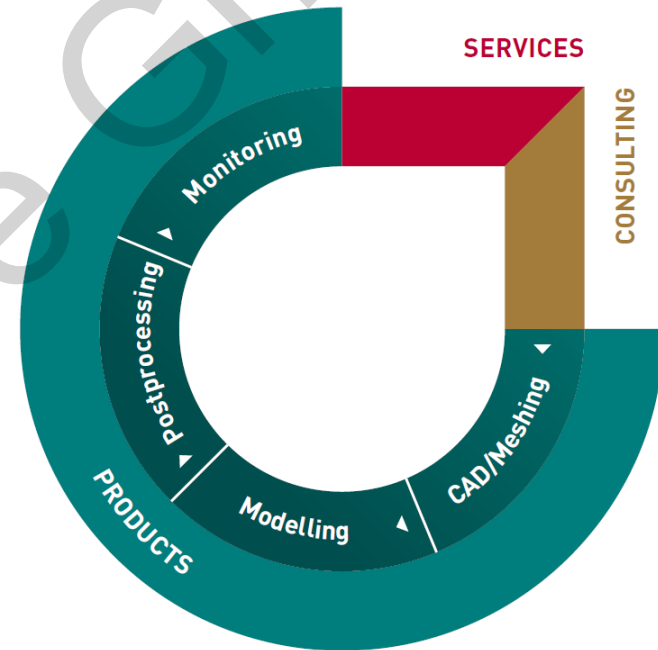 SERVICES
CONSULTING
Monitoring
Postprocessing
PRODUCTS
Modelling
CAD/Meshing